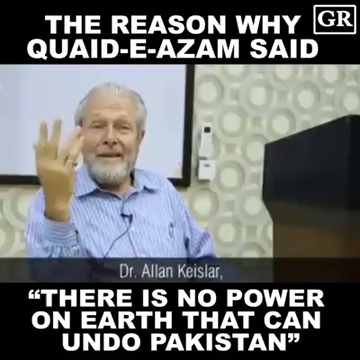 THE REASON WHY
GR
QUAID-E-AZAM SAID
Dr. Allan Keislar,
“THERE IS NO POWER
ON EARTH THAT CAN
UNDO PAKISTAN”